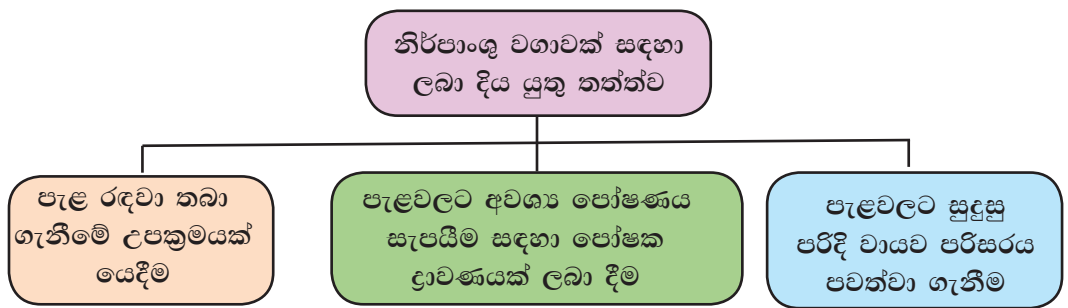 නිර්පාංශු වගාවක් සඳහා
ලබා දිය යුතු තත්ත්ව
පැළ රඳවා තබා
ගැනීමේ උපක්‍රමයක්
යෙදීම
පැළවලට අවශ්‍ය පෝෂණය
සැපයීම සඳහා පෝෂක
ද්‍රාවණයක් ලබා දීම
පැළවලට සුදුසු
පරිදි වායව පරිසරය
පවත්වා ගැනීම